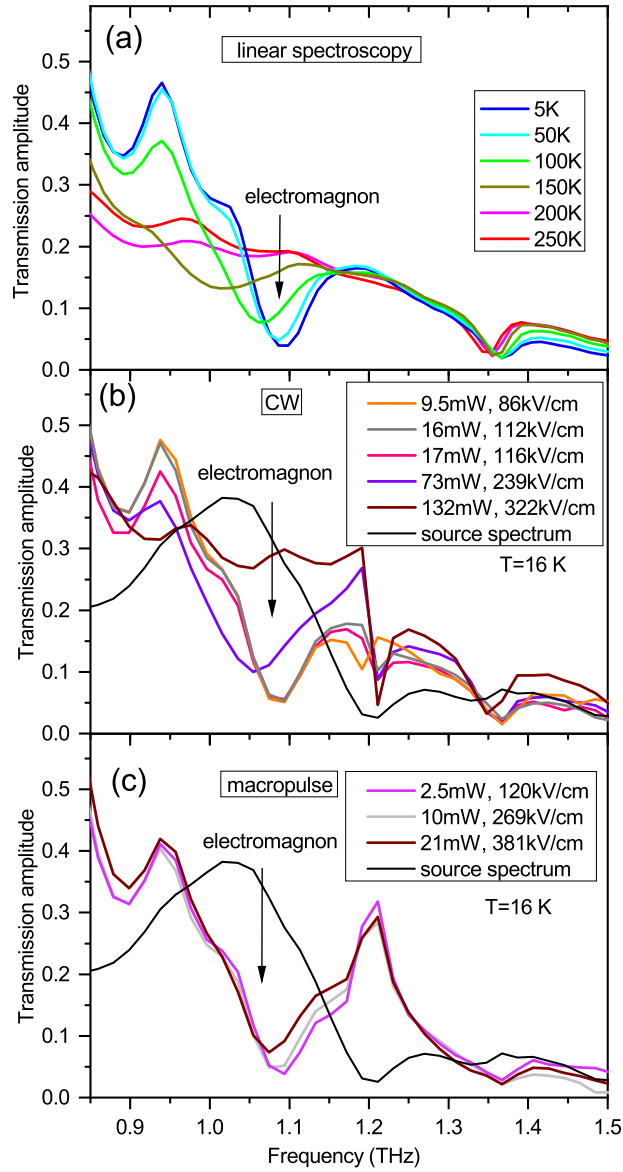 (a)
linear spectroscopy
0.5
0.4
0.3
0.2
0.1
0.0
Transmission amplitude
electromagnon
5K
50K
100K
150K
200K
250K
(b)
CW
0.5
0.4
0.3
0.2
0.1
0.0
Transmission amplitude
electromagnon
9.5mW, 86kV/cm
16mW, 112kV/cm
17mW, 116kV/cm
73mW, 239kV/cm
132mW, 322kV/cm
source spectrum
T=16 K
(c)
macropulse
0.5
0.4
0.3
0.2
0.1
0.0
Transmission amplitude
electromagnon
2.5mW, 120kV/cm
10mW, 269kV/cm
21mW, 381kV/cm
source spectrum
T=16 K
0.9 1.0 1.1 1.2 1.3 1.4 1.5
Frequency (THz)